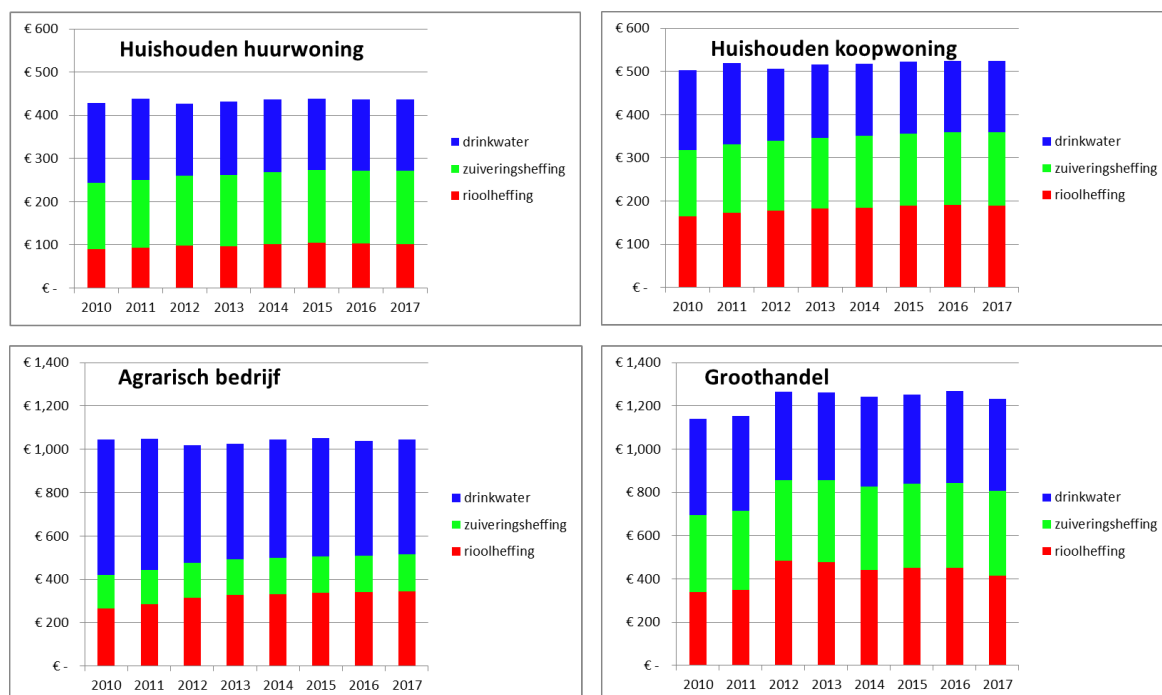 Huishouden huurwoning
€ 600
€ 500
€ 400
€ 300
€ 200
€ 100
€ -
2010 2011 2012 2013 2014 2015 2016 2017
drinkwater
zuiveringsheffing
rioolheffing
Huishouden koopwoning
€ 600
€ 500
€ 400
€ 300
€ 200
€ 100
€ -
2010 2011 2012 2013 2014 2015 2016 2017
drinkwater
zuiveringsheffing
rioolheffing
Agrarisch bedrijf
€ 1,400
€ 1,200
€ 1,000
€ 800
€ 600
€ 400
€ 200
€ -
2010 2011 2012 2013 2014 2015 2016 2017
drinkwater
zuiveringsheffing
rioolheffing
Groothandel
€ 1,400
€ 1,200
€ 1,000
€ 800
€ 600
€ 400
€ 200
€ -
2010 2011 2012 2013 2014 2015 2016 2017
drinkwater
zuiveringsheffing
rioolheffing